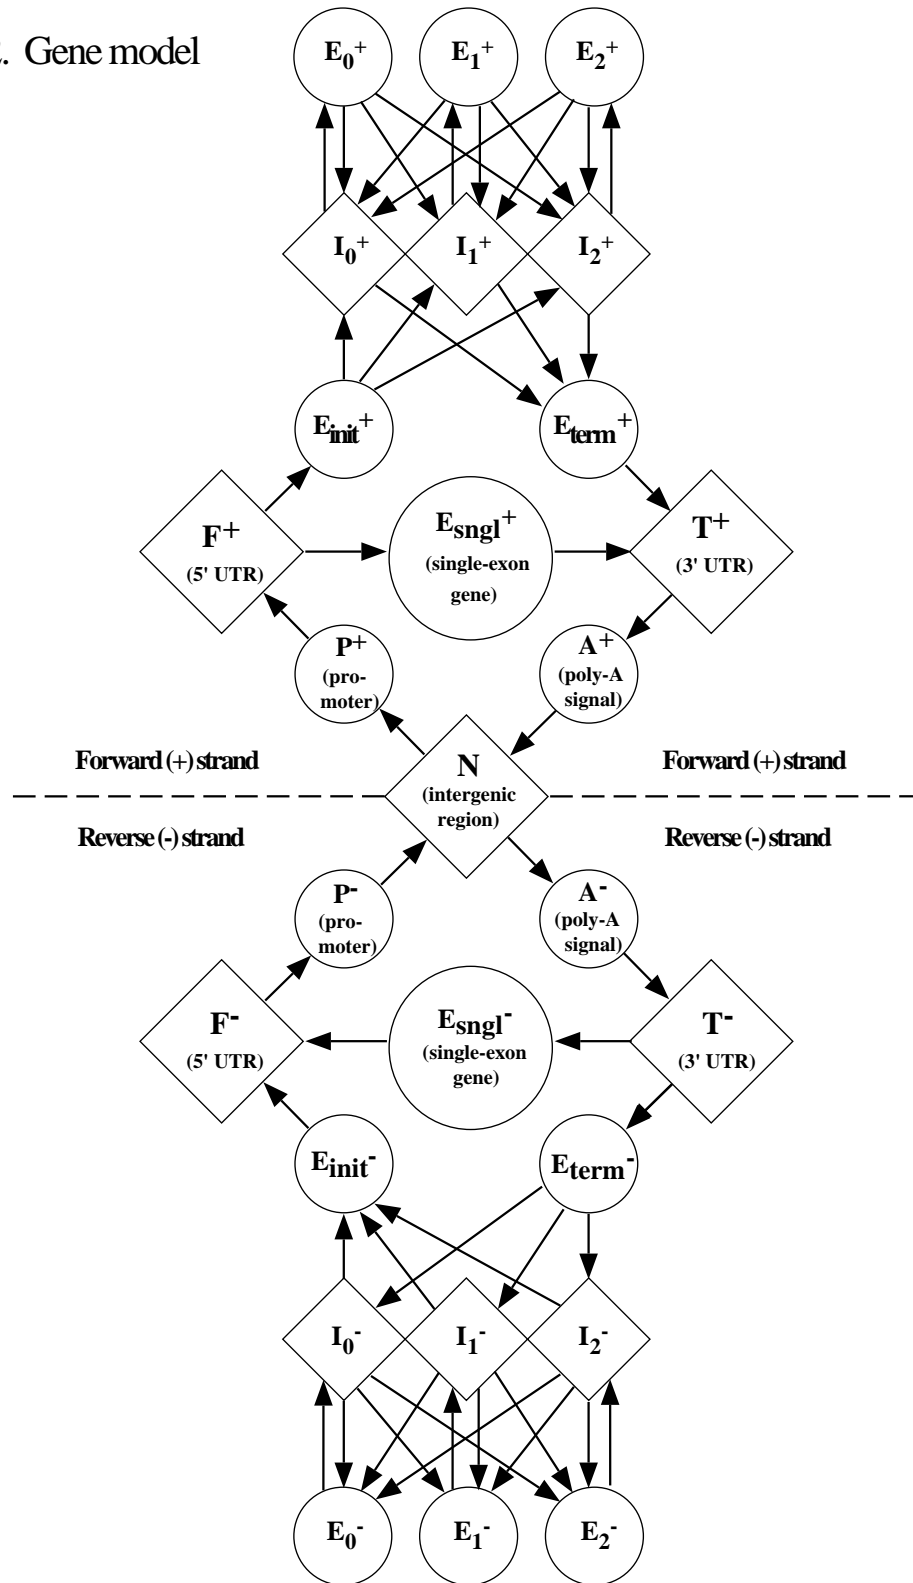 . Gene model
E0+ E1+ E2+
I0+ I1+ I2+
Einit+ Eterm+
F+ (5' UTR)
Esngl+
(single-exon
gene)
T+
(3' UTR)
P+
(pro-
moter)
A+
(poly-A
signal)
Forward (+) strand
N
(intergenic
region)
Forward (+) strand
Reverse (-) strand
Reverse (-) strand
P-
(pro-
moter)
A-
(poly-A
signal)
F-
(5' UTR)
Esngl-
(single-exon
gene)
T-
(3' UTR)
Einit- Eterm-
I0- I1- I2-
E0- E1- E2-